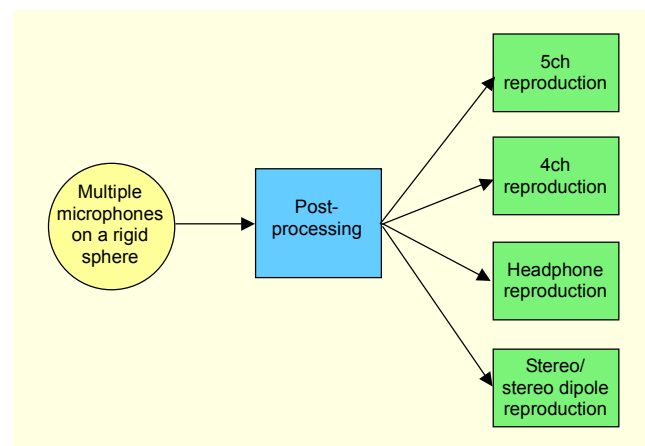 Multiple
microphones
on a rigid
sphere
Post-
processing
5ch
reproduction
4ch
reproduction
Headphone
reproduction
Stereo/
stereo dipole
reproduction